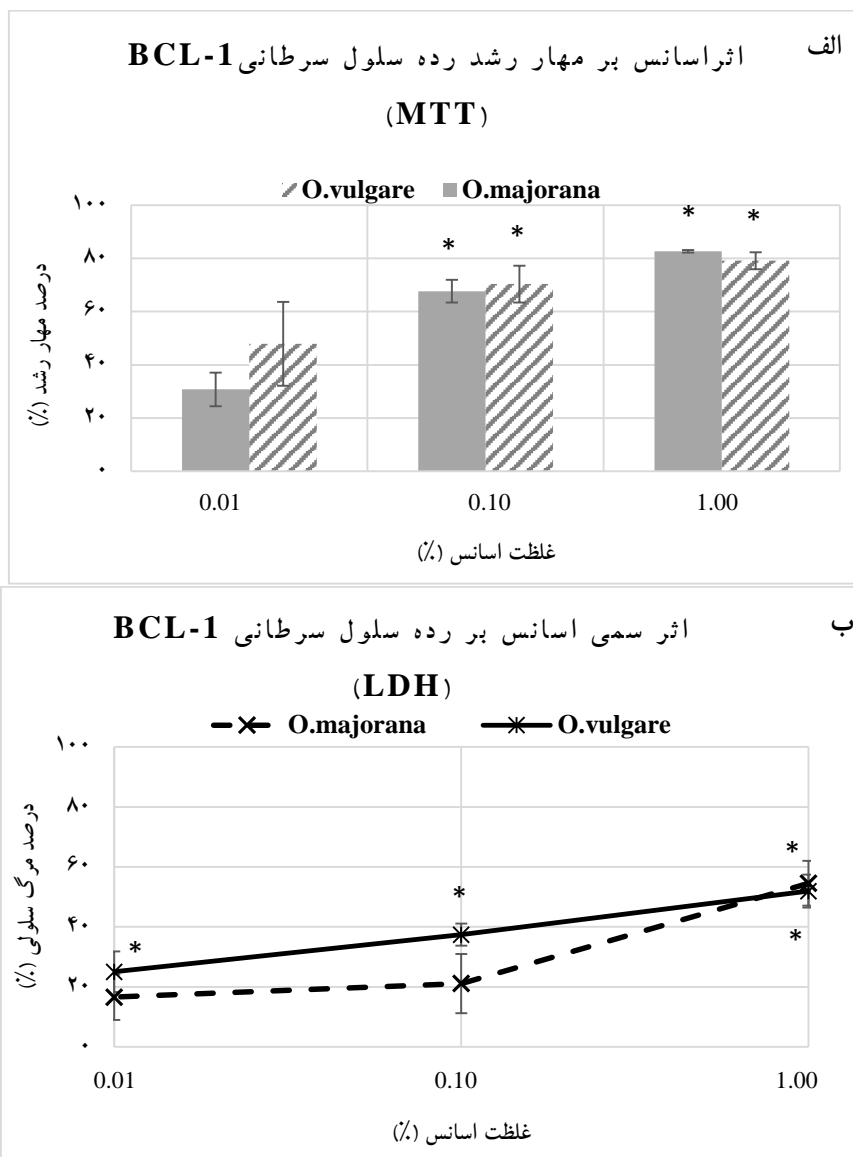 الف
اثراسانس بر مهار رشد رده سلول سرطانی BCL-1
(MTT)
O.vulgare O.majorana
۱۰۰
۸۰
۶۰
۴۰
۲۰
۰
درصد مهار رشد (٪)
* * * *
0.01 0.10 1.00
غلظت اسانس (٪)
ب
اثر سمی اسانس بر رده سلول سرطانی BCL-1
(LDH)
O.majorana O.vulgare
۱۰۰
۸۰
۶۰
۴۰
۲۰
۰
درصد مرگ سلولی (٪)
* * * *
0.01 0.10 1.00
غلظت اسانس (٪)